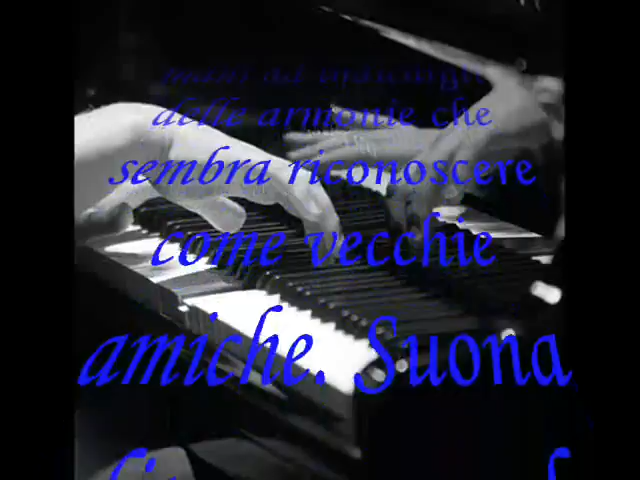 delle armonie che
sembra riconoscere
come vecchie
amiche. Suona